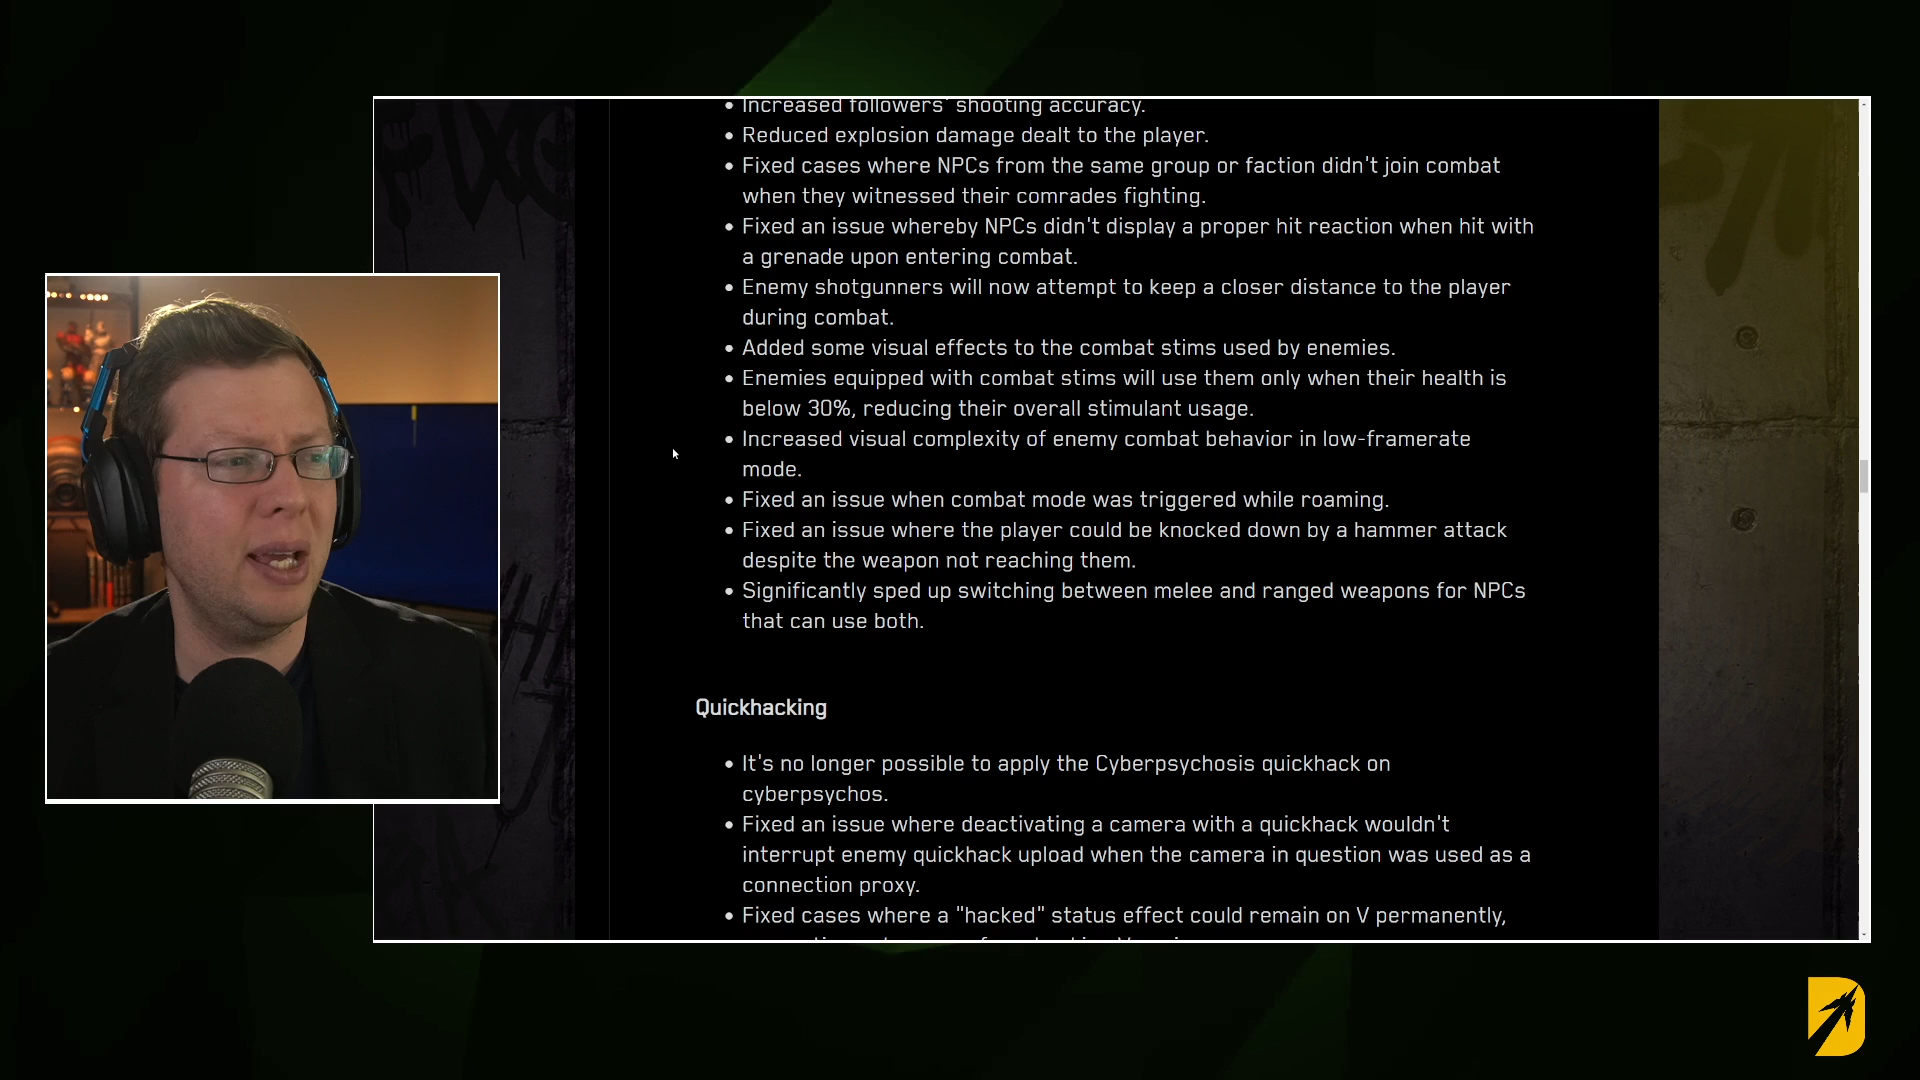 Increased followers' shooting accuracy.
Reduced explosion damage dealt to the player.
Fixed cases where NPCs from the same group or faction didn't join combat
when they witnessed their comrades fighting.
Fixed an issue whereby NPCs didn't display a proper hit reaction when hit with
a grenade upon entering combat.
Enemy shotgunners will now attempt to keep a closer distance to the player
during combat.
Added some visual effects to the combat stims used by enemies.
Enemies equipped with combat stims will use them only when their health is
below 30%, reducing their overall stimulant usage.
Increased visual complexity of enemy combat behavior in low-framerate
mode.
Fixed an issue when combat mode was triggered while roaming.
Fixed an issue where the player could be knocked down by a hammer attack
despite the weapon not reaching them.
Significantly sped up switching between melee and ranged weapons for NPCs
that can use both.
Quickhacking
It's no longer possible to apply the Cyberpsychosis quickhack on
cyberpsychos.
Fixed an issue where deactivating a camera with a quickhack wouldn't
interrupt enemy quickhack upload when the camera in question was used as a
connection proxy.
Fixed cases where a "hacked" status effect could remain on V permanently,